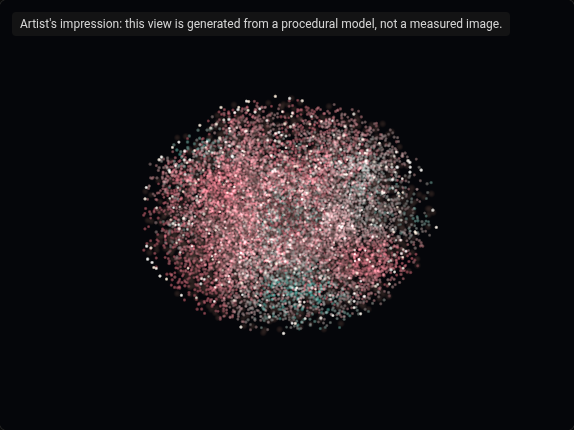 Artist's impression: this view is generated from a procedural model, not a measured image.